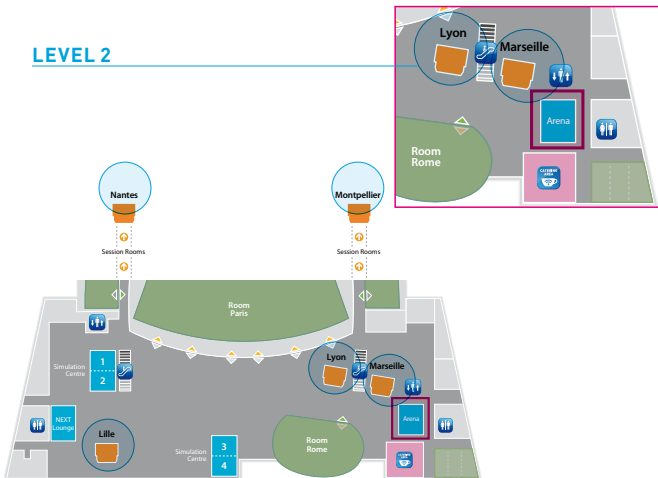 LEVEL 2
Lyon
Marseille
Arena
Room
Rome
CATERING
AREA
Nantes
Montpellier
Session Rooms
Session Rooms
Room
Paris
Simulation
Centre
1
2
Lyon
Marseille
NEXT
Lounge
Lille
Simulation
Centre
3
4
Room
Rome
Arena
CATERING
AREA